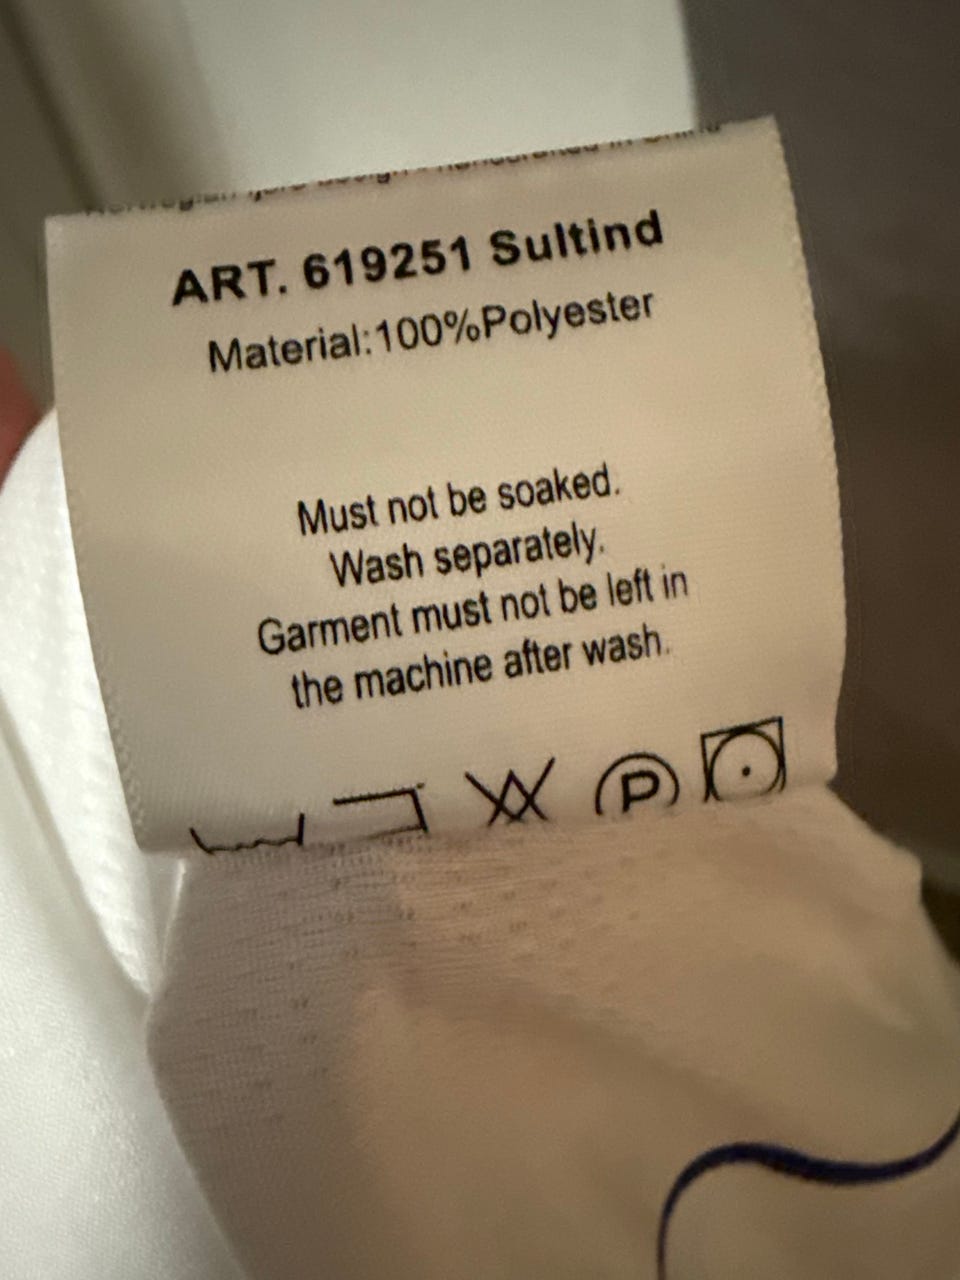 ART. 619251 Sultind
Material:100%Polyester
Must not be soaked.
Wash separately.
Garment must not be left in
the machine after wash.
P